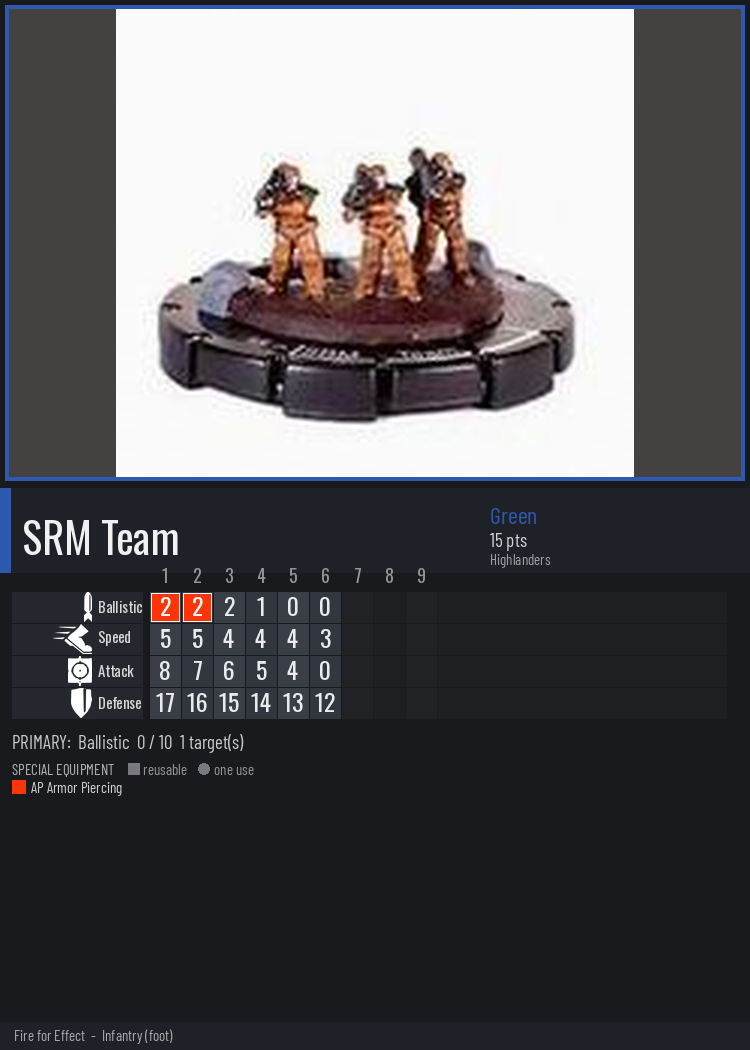 SRM Team
Green
15 pts
Highlanders
1 2 3 4 5 6 7 8 9
Ballistic 2 2 2 1 0 0
Speed 5 5 4 4 4 3
Attack 8 7 6 5 4 0
Defense 17 16 15 14 13 12
PRIMARY: Ballistic 0 / 10 1 target(s)
SPECIAL EQUIPMENT reusable one use
AP Armor Piercing
Fire for Effect - Infantry (foot)